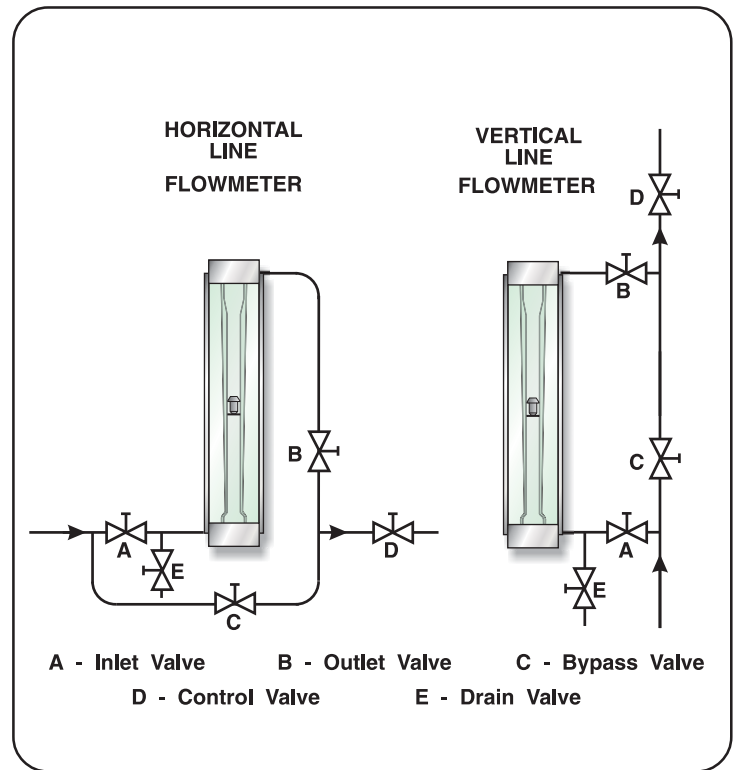 HORIZONTAL
LINE
FLOWMETER
B
A
E
C
D
VERTICAL
LINE
FLOWMETER
D
B
C
A
E
A - Inlet Valve B - Outlet Valve C - Bypass Valve
D - Control Valve E - Drain Valve